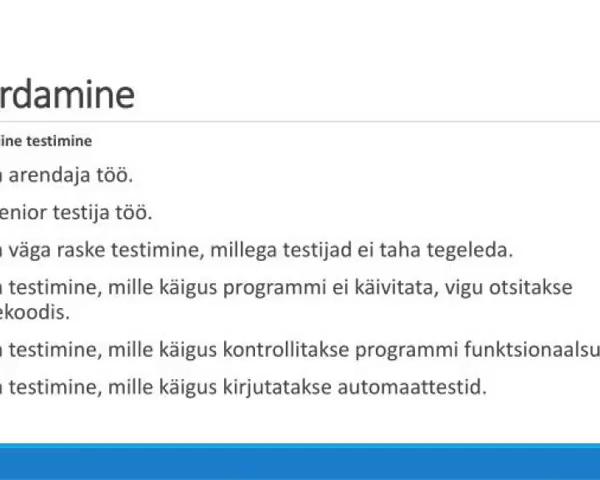 rdamine
ine testimine
arendaja töö.
enior testija töö.
väga raske testimine, millega testijad ei taha tegeleda.
testimine, mille käigus programmi ei käivitata, vigu otsitakse
ekoodis.
testimine, mille käigus kontrollitakse programmi funktsionaalsu
testimine, mille käigus kirjutatakse automaattestid.